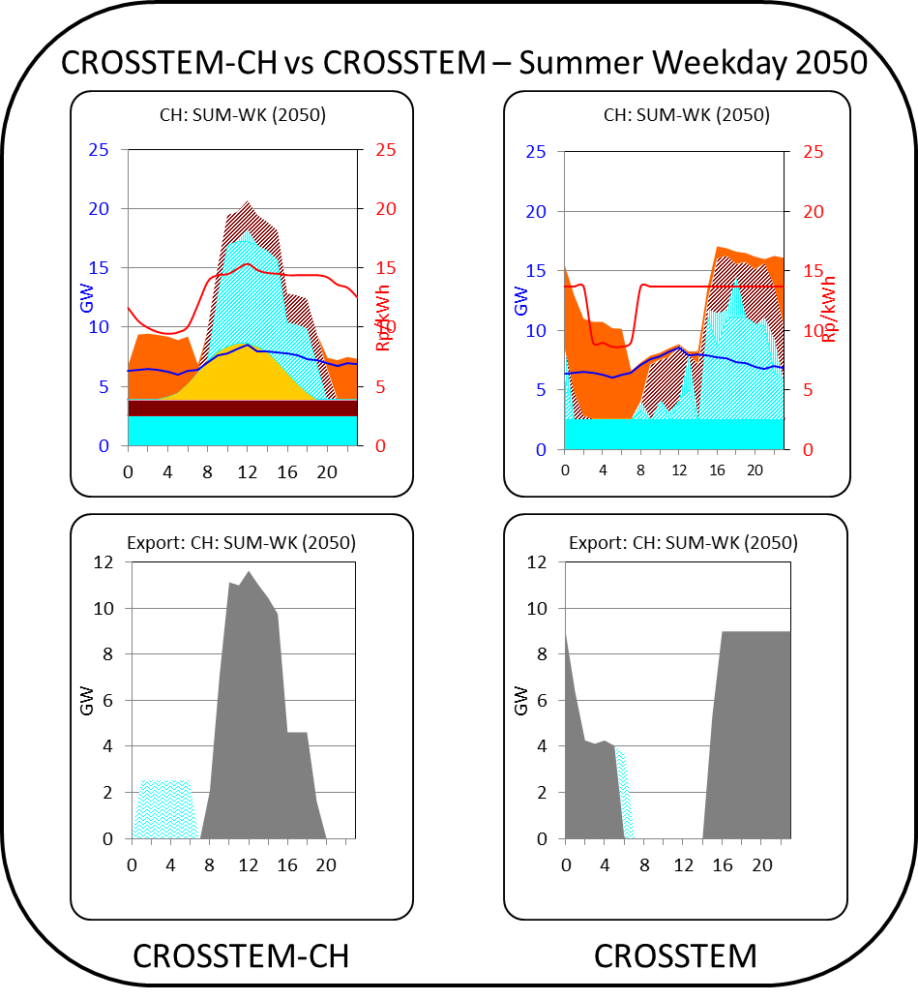 CROSSTEM-CH vs CROSSTEM – Summer Weekday 2050
CH: SUM-WK (2050)
25
20
15
10
5
0
GW
25
20
15
10
5
0
Rp/kWh
0 4 8 12 16 20
CH: SUM-WK (2050)
25
20
15
10
5
0
GW
25
20
15
10
5
0
Rp/kWh
0 4 8 12 16 20
Export: CH: SUM-WK (2050)
12
10
8
6
4
2
0
GW
0 4 8 12 16 20
Export: CH: SUM-WK (2050)
12
10
8
6
4
2
0
GW
0 4 8 12 16 20
CROSSTEM-CH
CROSSTEM